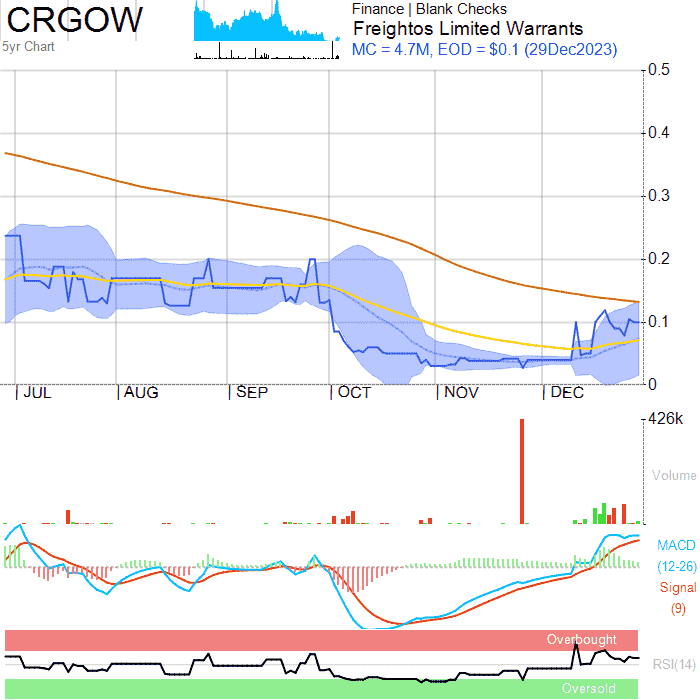 CRGOW
5yr Chart
Finance | Blank Checks
Freightos Limited Warrants
MC = 4.7M, EOD = $0.1 (29Dec2023)
0.5
0.4
0.3
0.2
0.1
0
JUL AUG SEP OCT NOV DEC
426k
Volume
MACD
(12-26)
Signal
(9)
Overbought
RSI(14)
Oversold